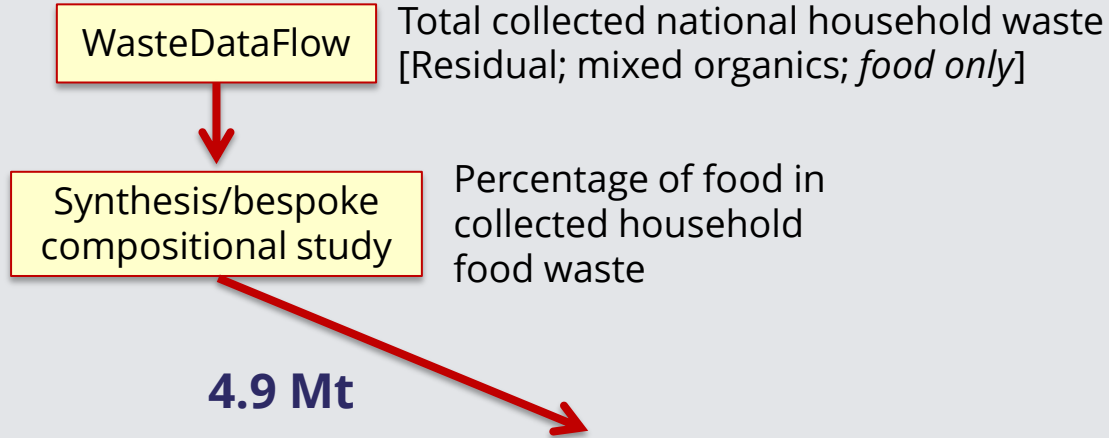 WasteDataFlow
Total collected national household waste
[Residual; mixed organics; food only]
Synthesis/bespoke
compositional study
Percentage of food in
collected household
food waste
4.9 Mt